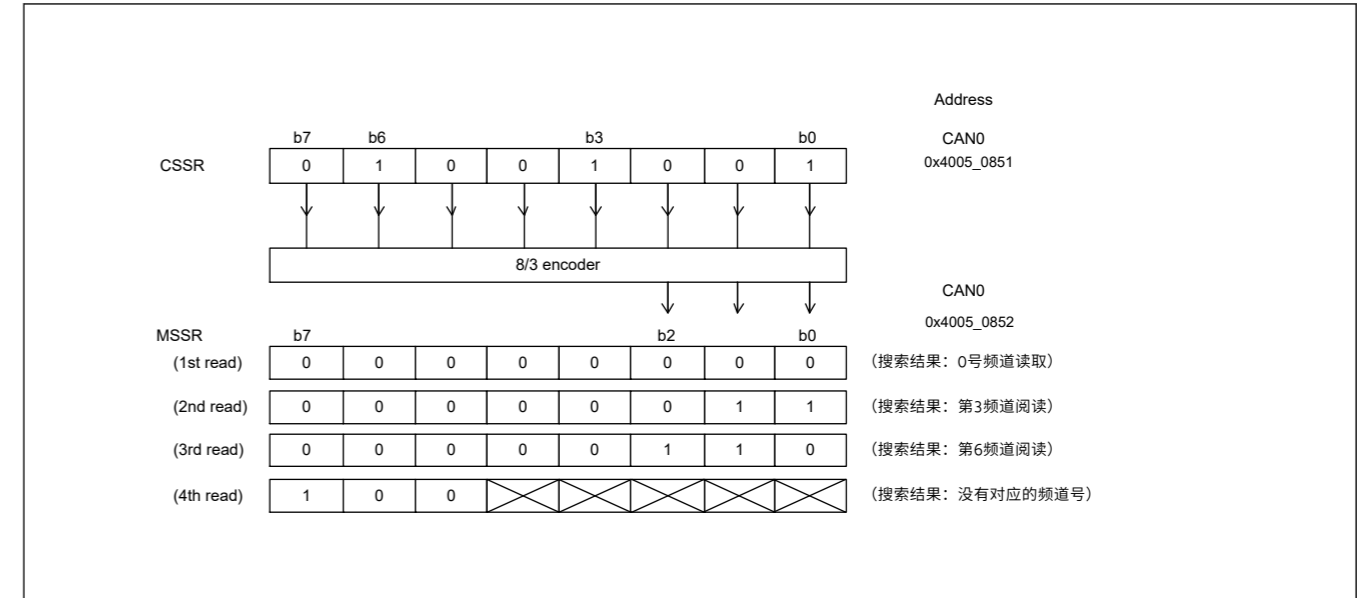 Address
b7 b6 b3 b0 CAN0
CSSR 0 1 0 0 1 0 0 1 0x4005_0851
8/3 encoder
CAN0
0x4005_0852
MSSR b7 b2 b0
(1st read) 0 0 0 0 0 0 0 0 （搜索结果：0号频道读取）
(2nd read) 0 0 0 0 0 0 1 1 （搜索结果：第3频道阅读）
(3rd read) 0 0 0 0 0 1 1 0 （搜索结果：第6频道阅读）
(4th read) 1 0 0 （搜索结果：没有对应的频道号）